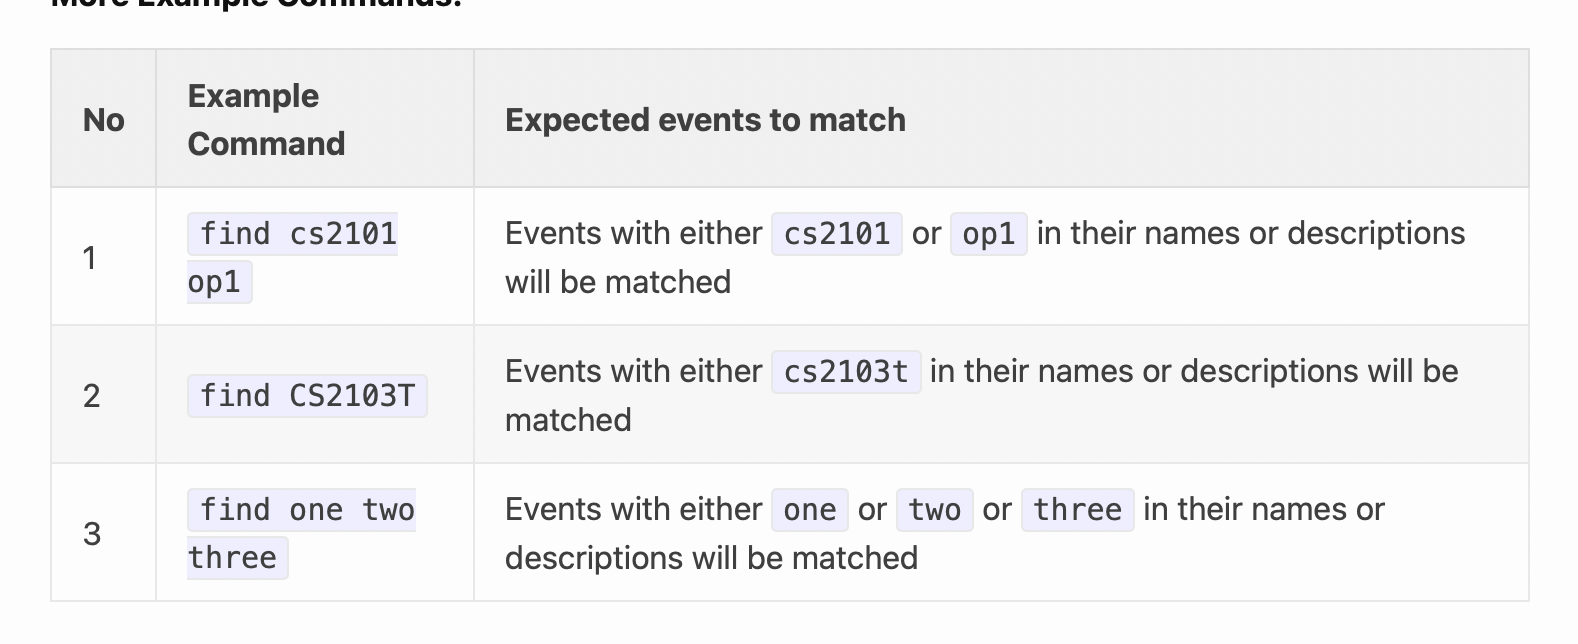 More Example Commands:
No
Example
Command
Expected events to match
1
find cs2101
op1
Events with either cs2101 or op1 in their names or descriptions
will be matched
2
find CS2103T
Events with either cs2103t in their names or descriptions will be
matched
3
find one two
three
Events with either one or two or three in their names or
descriptions will be matched